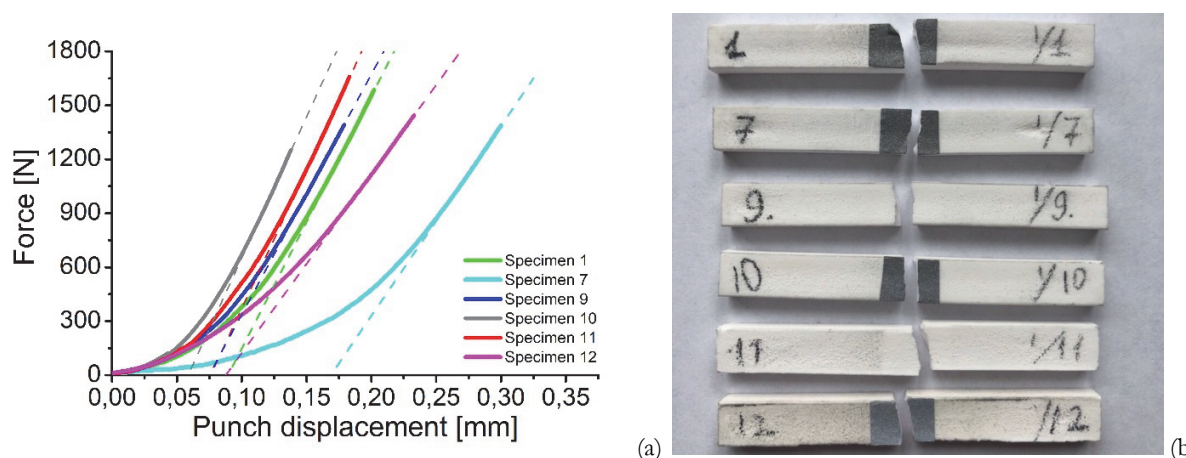 1800
1500
1200
900
600
300
0
Force [N]
0,00 0,05 0,10 0,15 0,20 0,25 0,30 0,35
Punch displacement [mm]
Specimen 1
Specimen 7
Specimen 9
Specimen 10
Specimen 11
Specimen 12
(a)
1 1/1
7 1/7
9. 1/9.
10 1/10
11 1/11
12 1/12
(b